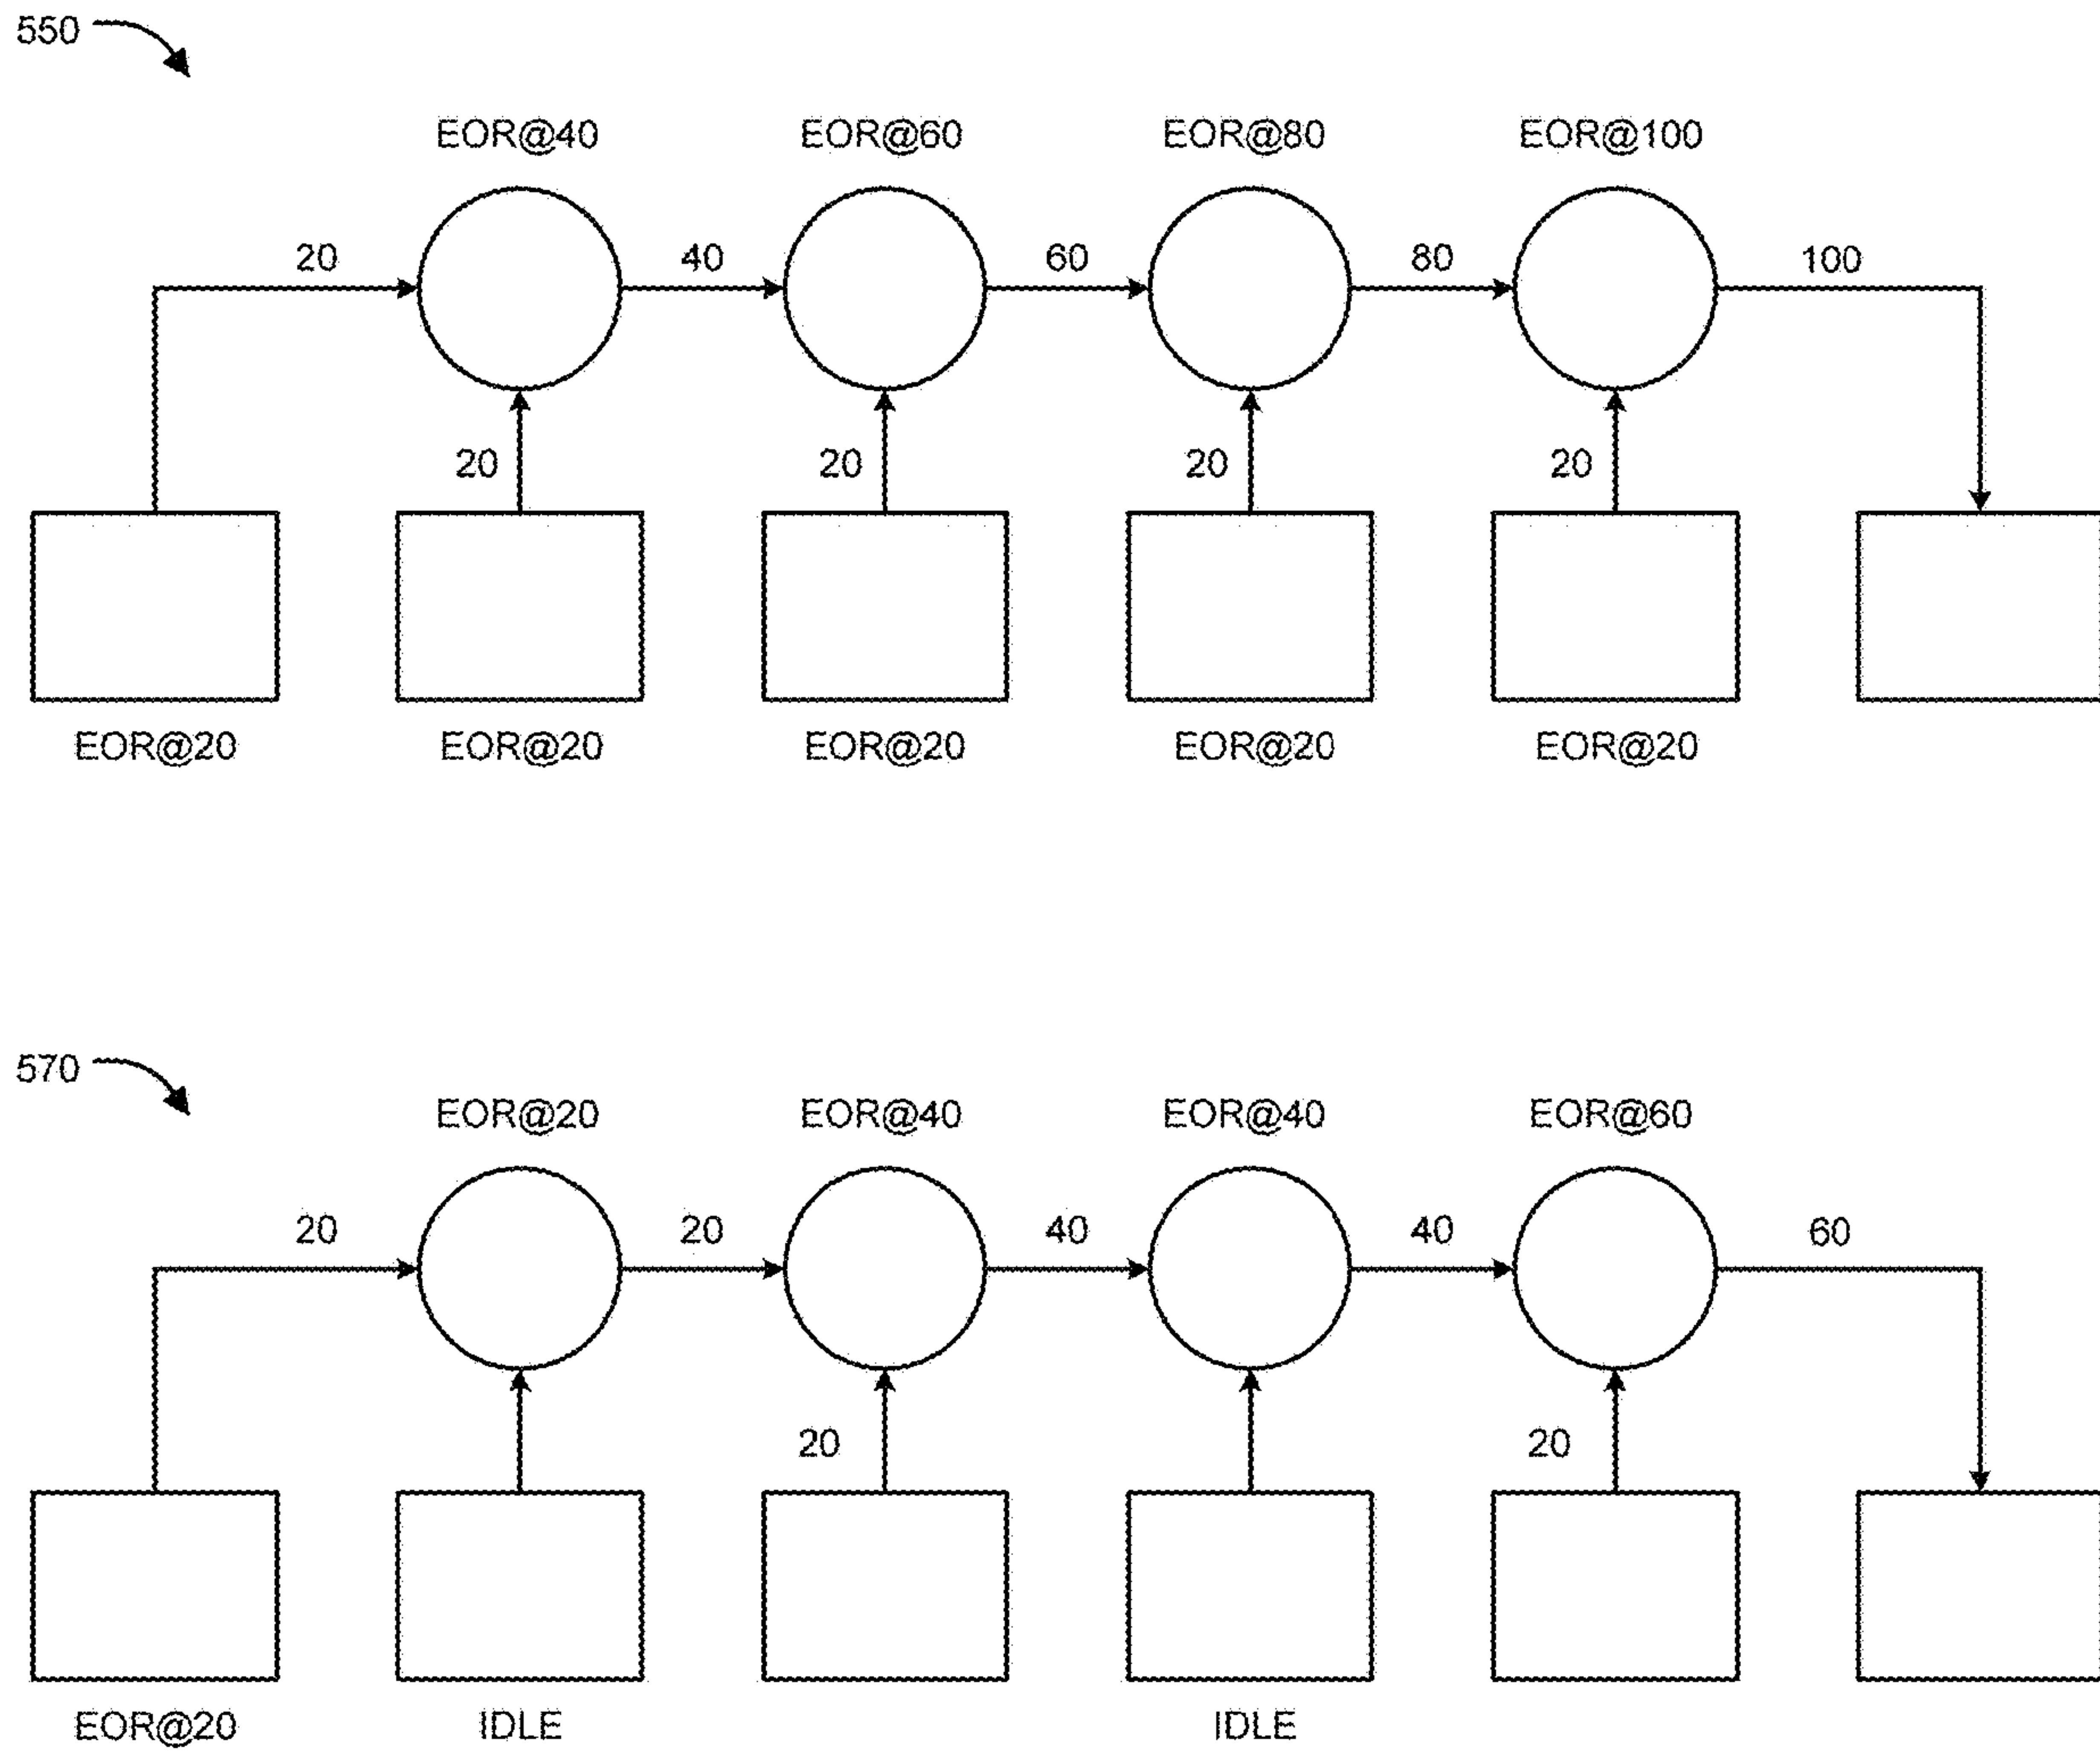 550
EOR@40 EOR@60 EOR@80 EOR@100
20 40 60 80 100
20 20 20 20
EOR@20 EOR@20 EOR@20 EOR@20 EOR@20
570
EOR@20 EOR@40 EOR@40 EOR@60
20 20 40 40 60
20 20
EOR@20 IDLE IDLE